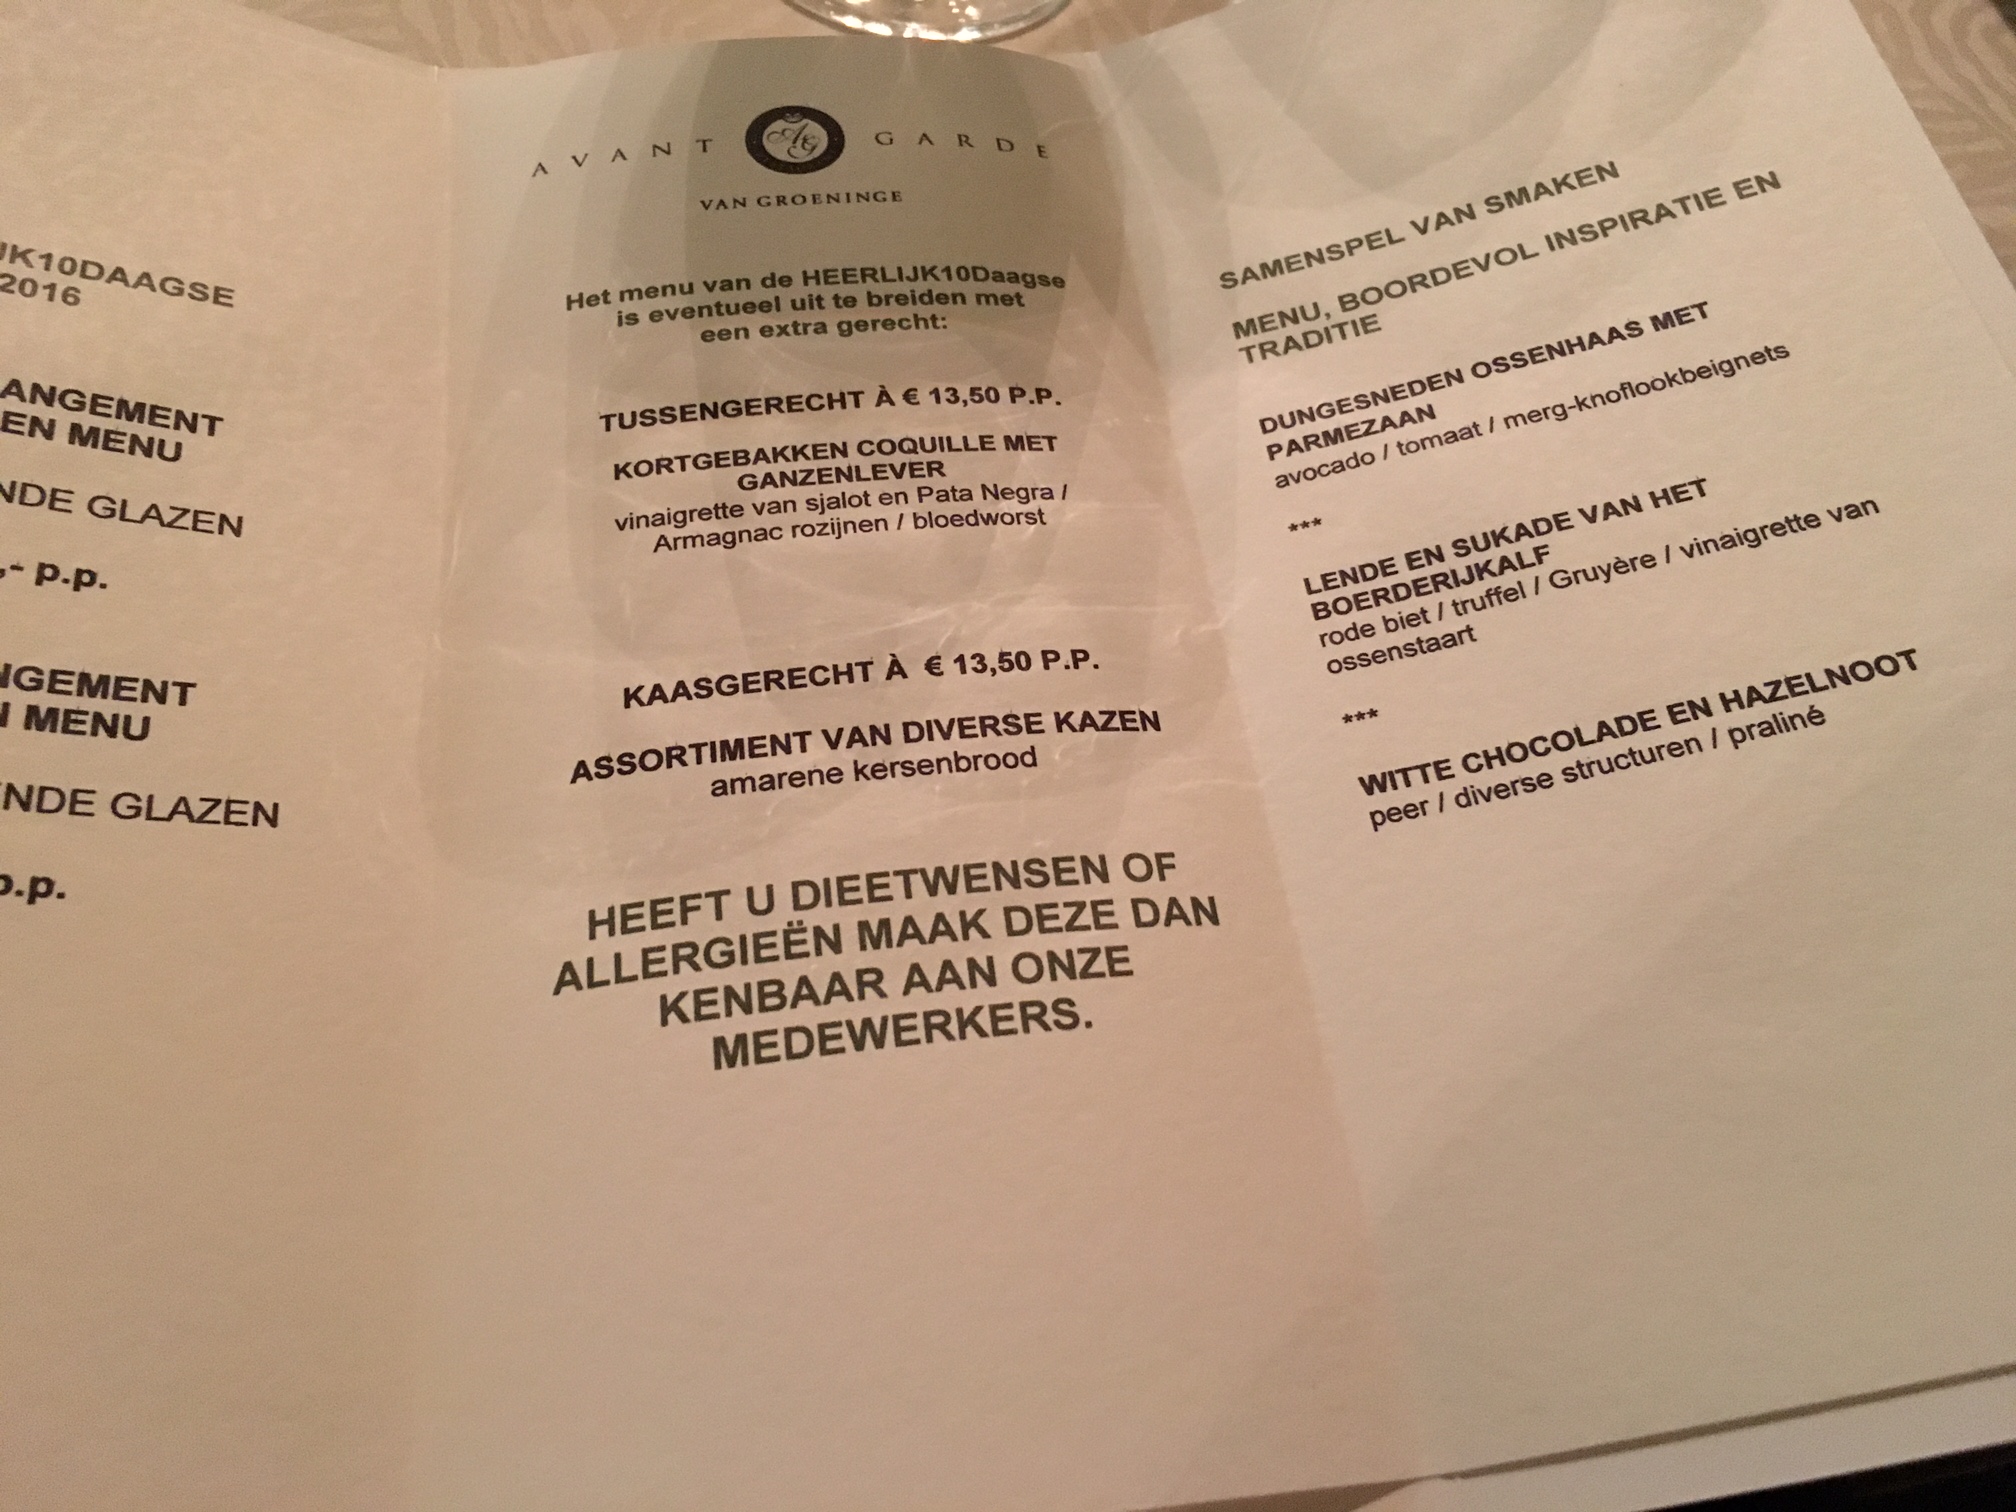 JK10DAAGSE
2016
ANGEMENT
EN MENU
NDE GLAZEN
,- p.p.
NGEMENT
N MENU
NDE GLAZEN
p.p.
AVANT AG GARDE
VAN GROENINGE
Het menu van de HEERLIJK10Daagse
is eventueel uit te breiden met
een extra gerecht:
TUSSENGERECHT À € 13,50 P.P.
KORTGEBAKKEN COQUILLE MET
GANZENLEVER
vinaigrette van sjalot en Pata Negra /
Armagnac rozijnen / bloedworst
KAASGERECHT À € 13,50 P.P.
ASSORTIMENT VAN DIVERSE KAZEN
amarene kersenbrood
HEEFT U DIEETWENSEN OF
ALLERGIEËN MAAK DEZE DAN
KENBAAR AAN ONZE
MEDEWERKERS.
SAMENSPEL VAN SMAKEN
MENU, BOORDEVOL INSPIRATIE EN
TRADITIE
DUNGESNEDEN OSSENHAAS MET
PARMEZAAN
avocado / tomaat / merg-knoflookbeignets
***
LENDE EN SUKADE VAN HET
BOERDERIJKALF
rode biet / truffel / Gruyère / vinaigrette van
ossenstaart
***
WITTE CHOCOLADE EN HAZELNOOT
peer / diverse structuren / praliné